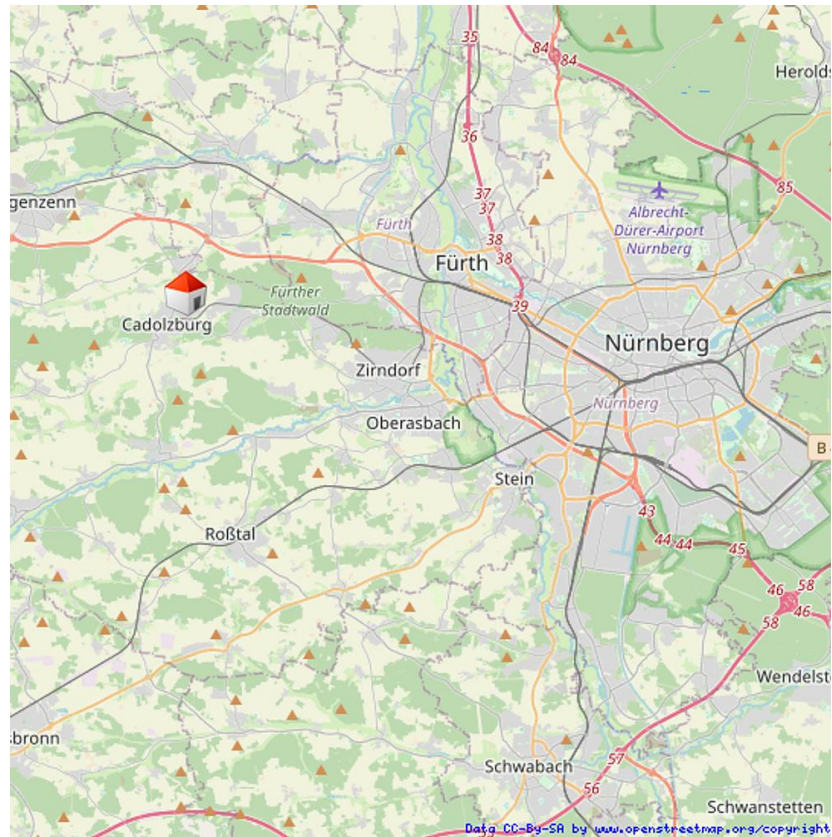 35
84
84
Herolds
36
85
37
37
genzenn
Albrecht-
Dürer-Airport
Nürnberg
Fürth
38
38
Fürth
Fürther
Stadtwald
39
Cadolzburg
Nürnberg
Zirndorf
Nürnberg
Oberasbach
B
Stein
43
Roßtal
44
44
45
46
58
46
58
Wendelste
sbronn
57
Schwabach
56
Schwanstetten
Data CC-By-SA by www.openstreetmap.org/copyright